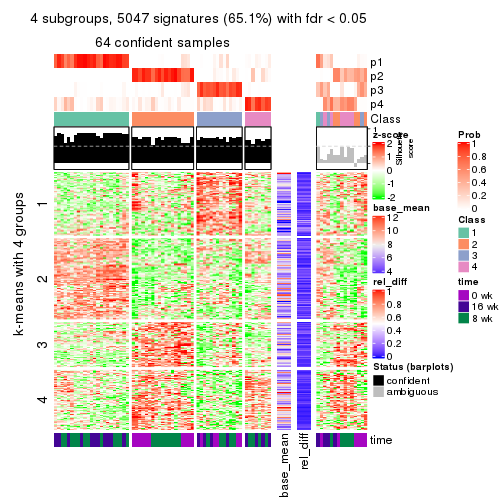 4 subgroups, 5047 signatures (65.1%) with fdr < 0.05
64 confident samples
p1
p2
p3
p4
Class
1
Silhouette
score
k-means with 4 groups
1
2
3
4
time
base_mean
rel_diff
z-score
2
1
0
-1
-2
base_mean
12
10
8
6
4
rel_diff
1
0.8
0.6
0.4
0.2
0
Status (barplots)
confident
ambiguous
Prob
1
0.8
0.6
0.4
0.2
0
Class
1
2
3
4
time
0 wk
16 wk
8 wk